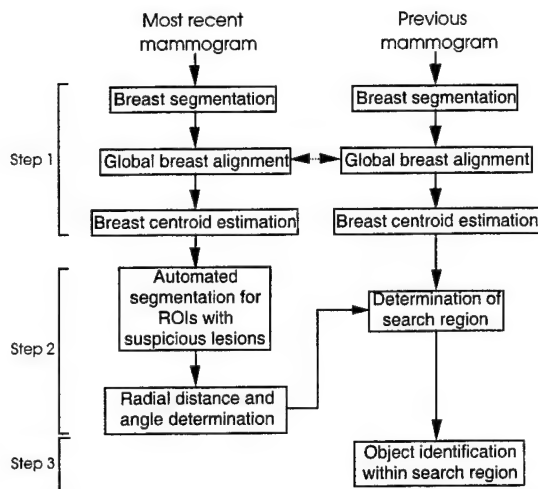 Most recent
mammogram
Previous
mammogram
Step 1
Breast segmentation
Breast segmentation
Global breast alignment
Global breast alignment
Breast centroid estimation
Breast centroid estimation
Step 2
Automated
segmentation for
ROIs with
suspicious lesions
Determination of
search region
Radial distance and
angle determination
Step 3
Object identification
within search region